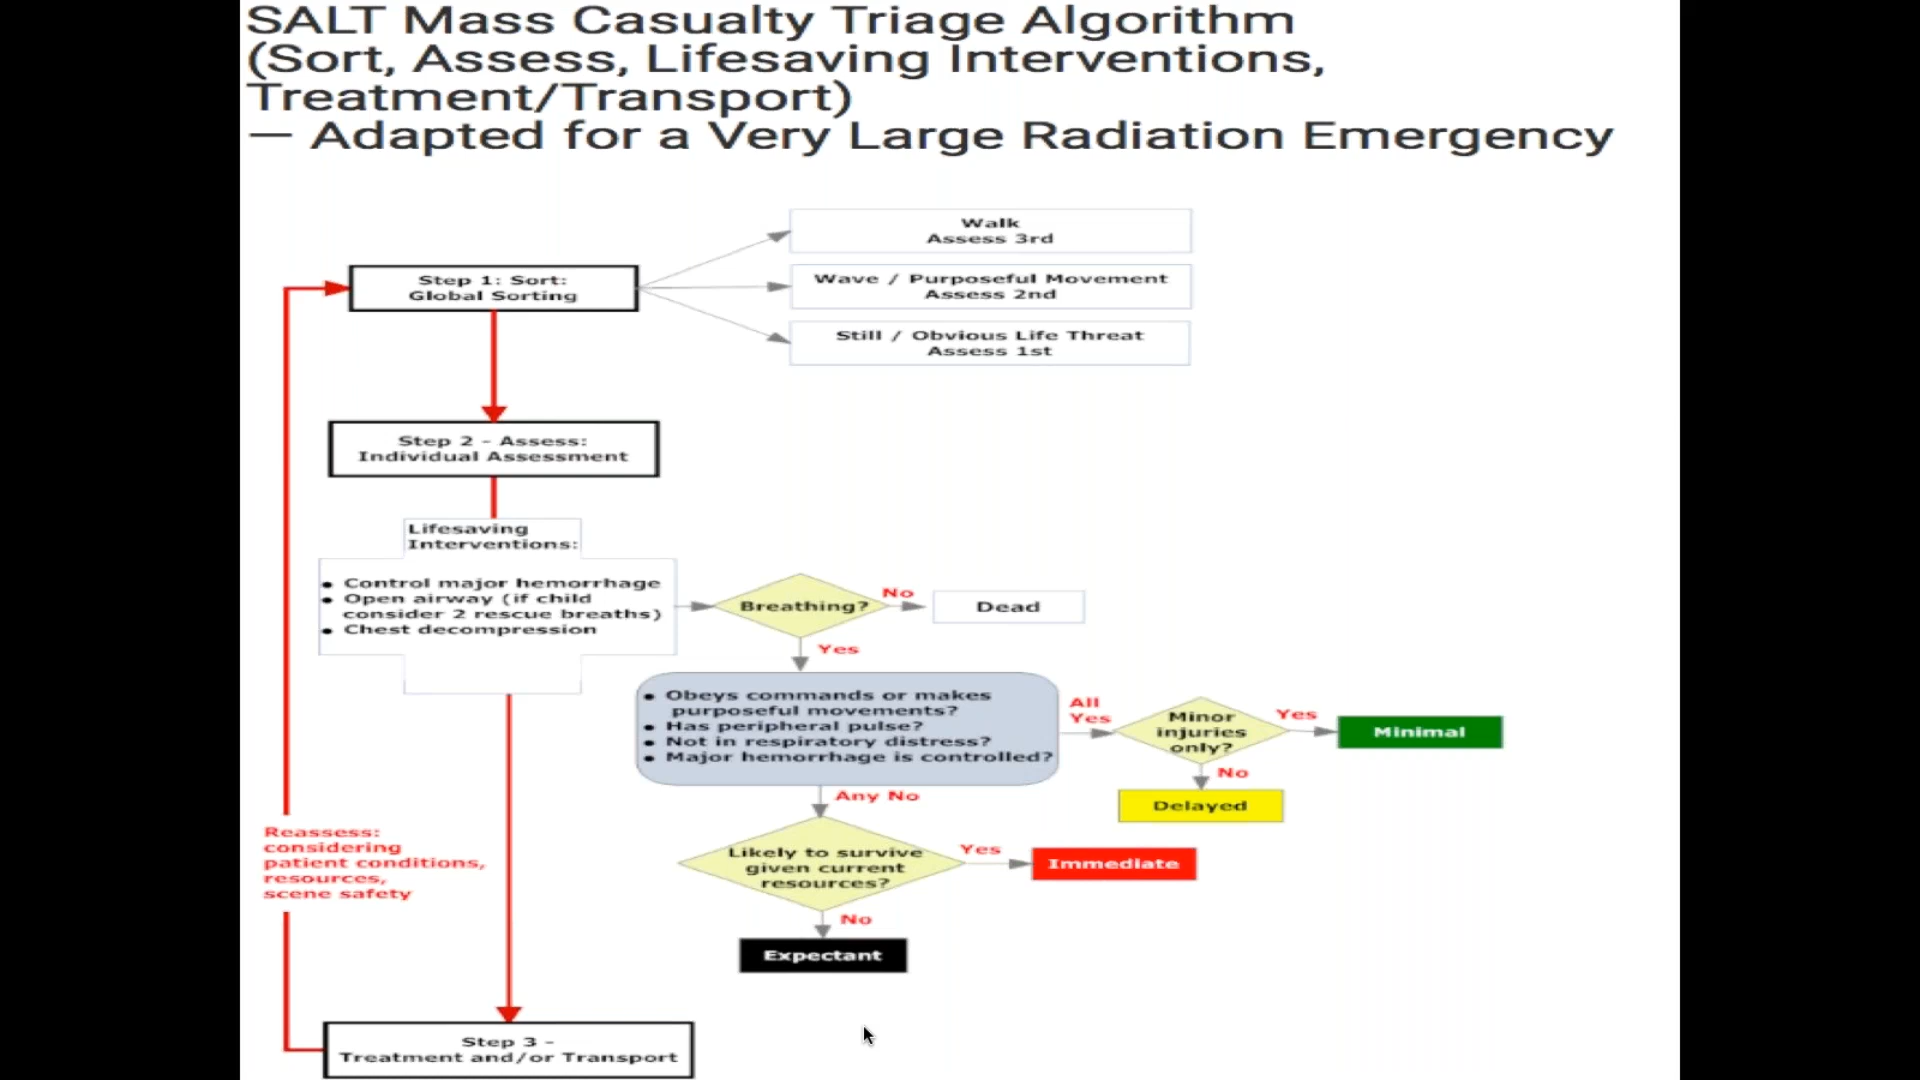 SALT Mass Casualty Triage Algorithm
(Sort, Assess, Lifesaving Interventions,
Treatment/Transport)
— Adapted for a Very Large Radiation Emergency
Walk
Assess 3rd
Step 1: Sort:
Global Sorting
Wave / Purposeful Movement
Assess 2nd
Still / Obvious Life Threat
Assess 1st
Step 2 - Assess:
Individual Assessment
Lifesaving
Interventions:
• Control major hemorrhage
• Open airway (if child
consider 2 rescue breaths)
• Chest decompression
Breathing?
No
Dead
Yes
• Obeys commands or makes
purposeful movements?
• Has peripheral pulse?
• Not in respiratory distress?
• Major hemorrhage is controlled?
All
Yes
Minor
injuries
only?
Yes
Minimal
No
Delayed
Any No
Likely to survive
given current
resources?
Yes
Immediate
No
Expectant
Reassess:
considering
patient conditions,
resources,
scene safety
Step 3 -
Treatment and/or Transport